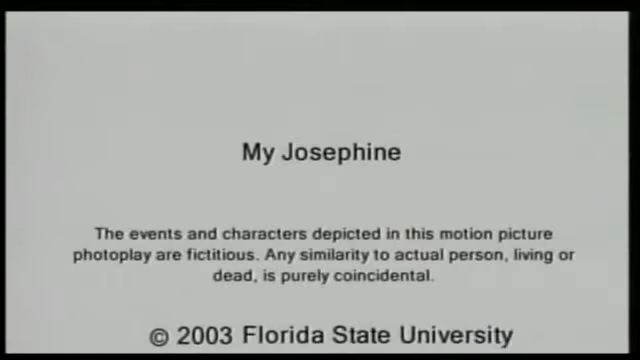 My Josephine
The events and characters depicted in this motion picture
photoplay are fictitious. Any similarity to actual person, living or
dead, is purely coincidental.
© 2003 Florida State University